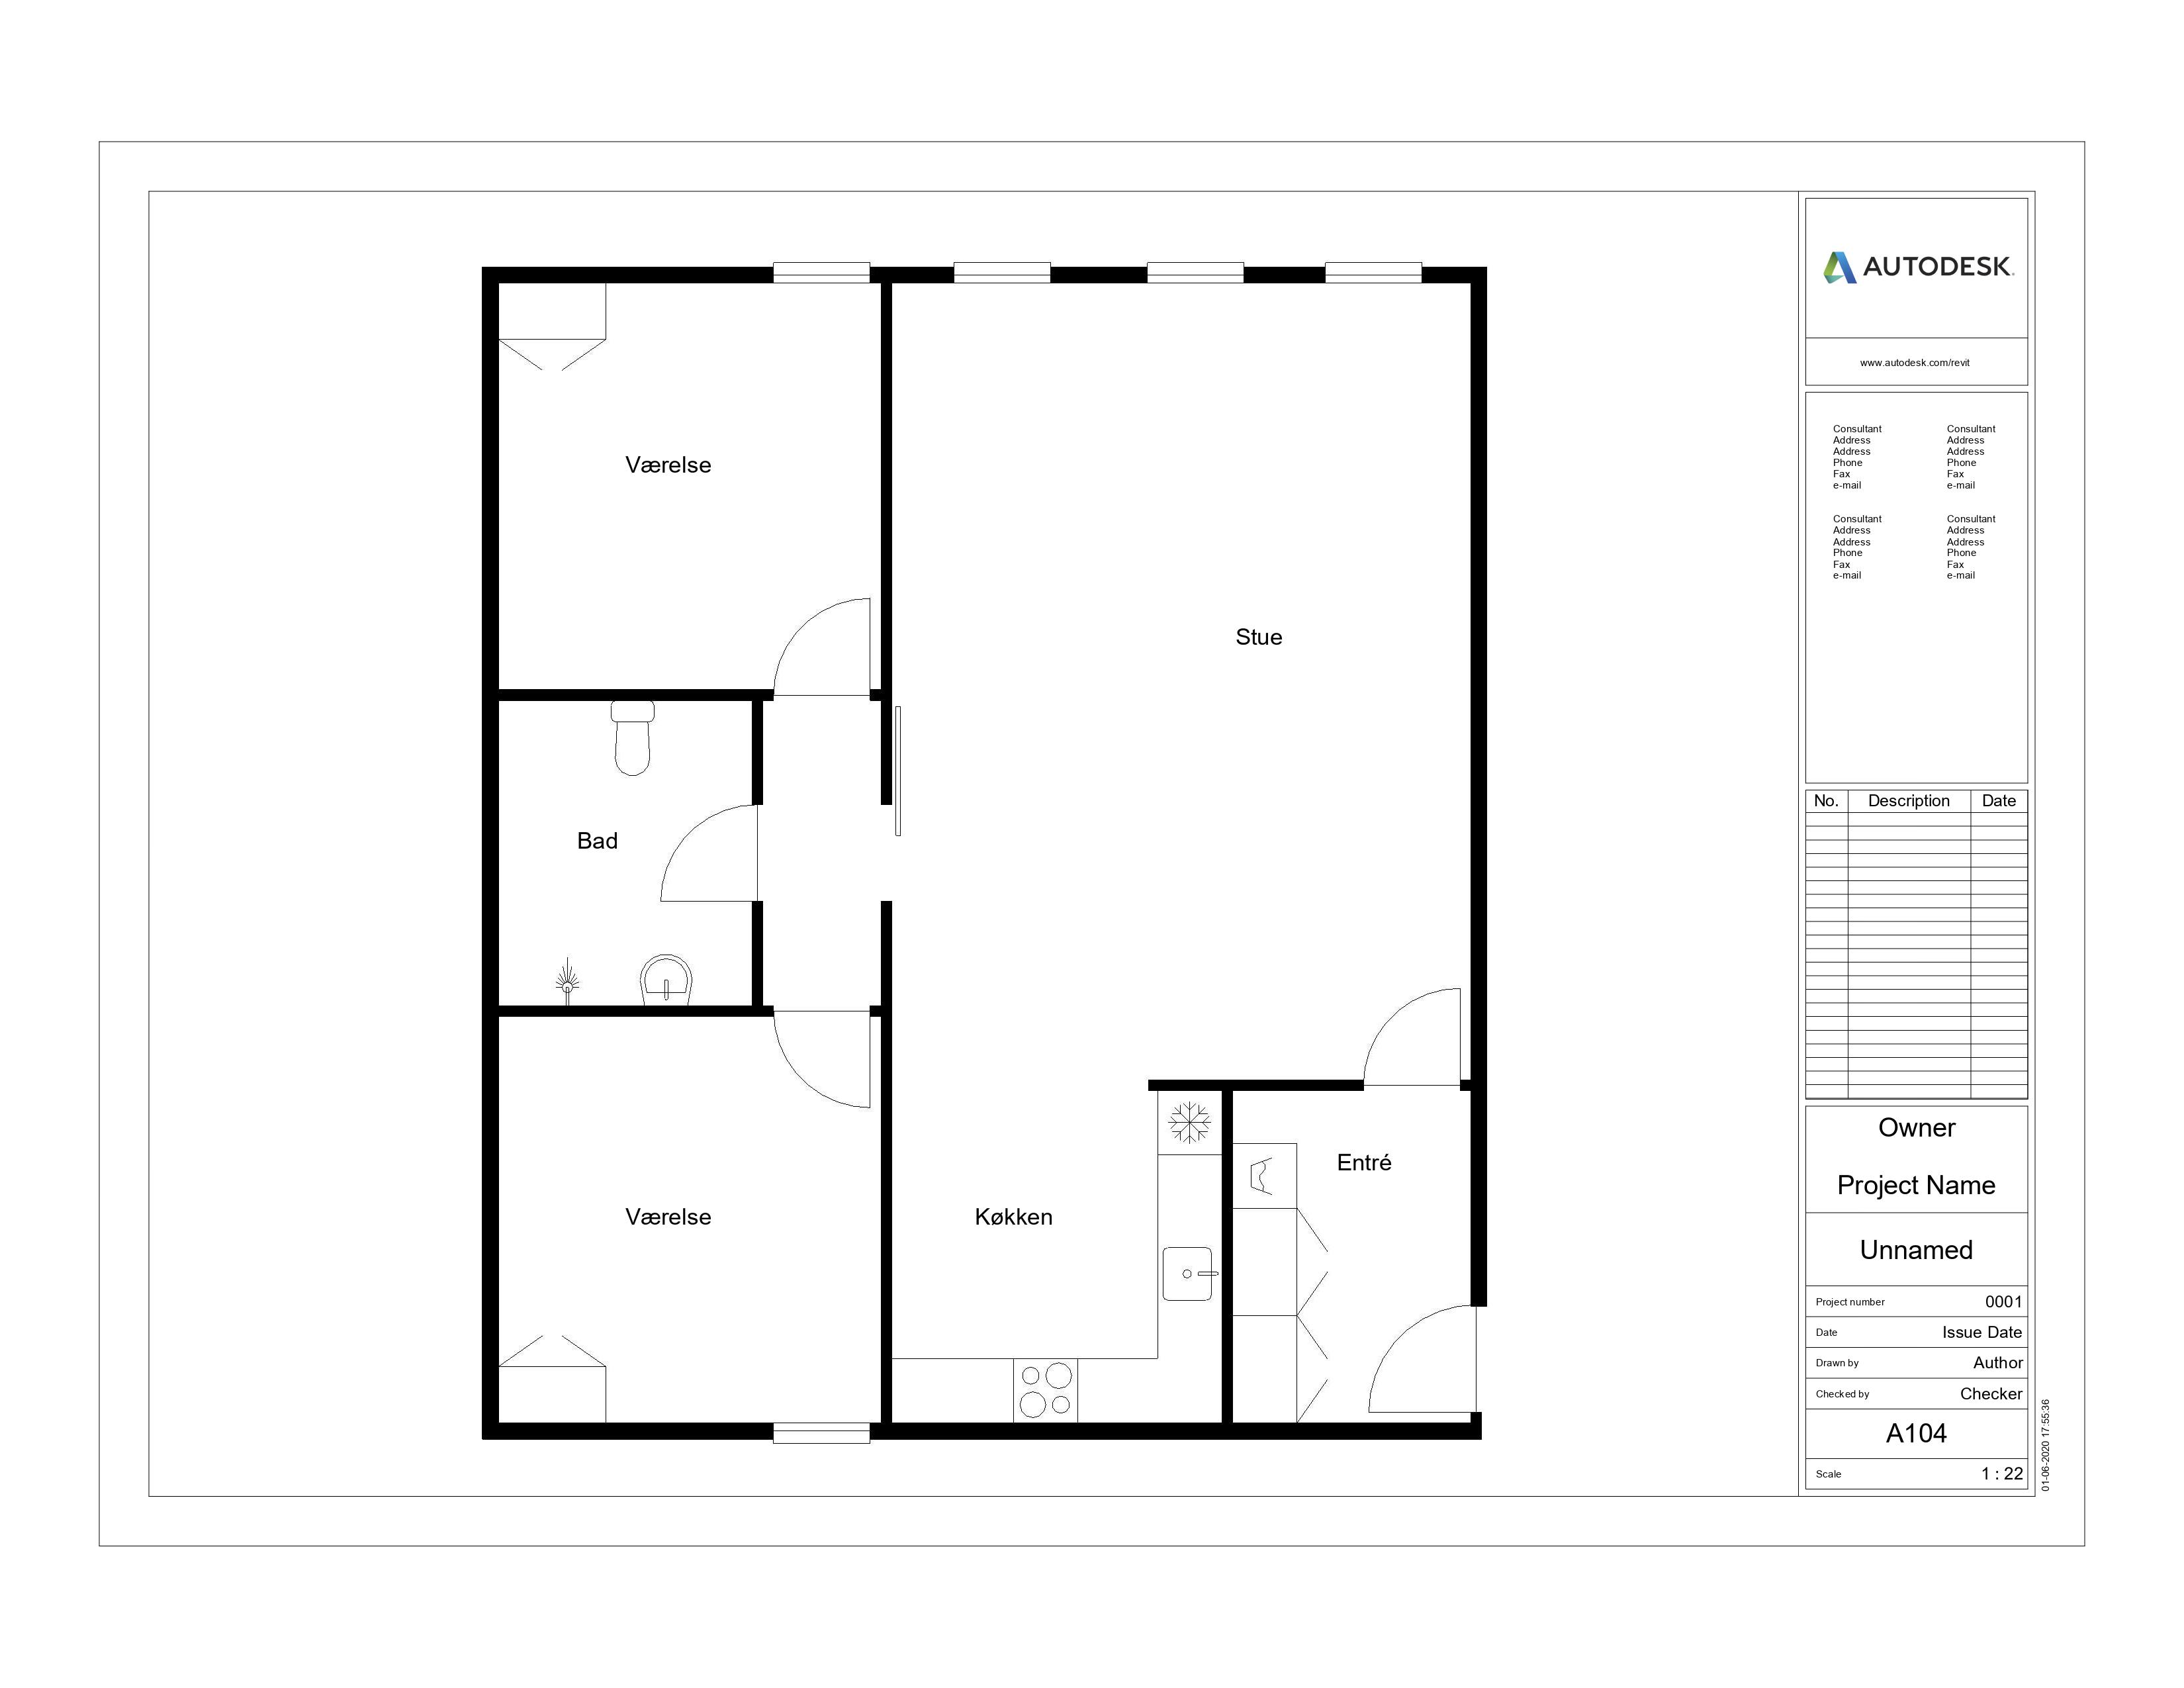 Værelse
Stue
Bad
Entré
Værelse
Køkken
AUTODESK.
www.autodesk.com/revit
Consultant
Address
Address
Phone
Fax
e-mail
Consultant
Address
Address
Phone
Fax
e-mail
Consultant
Address
Address
Phone
Fax
e-mail
Consultant
Address
Address
Phone
Fax
e-mail
No. Description Date
Owner
Project Name
Unnamed
Project number 0001
Date Issue Date
Drawn by Author
Checked by Checker
A104
Scale 1 : 22
01-06-2020 17:55:36